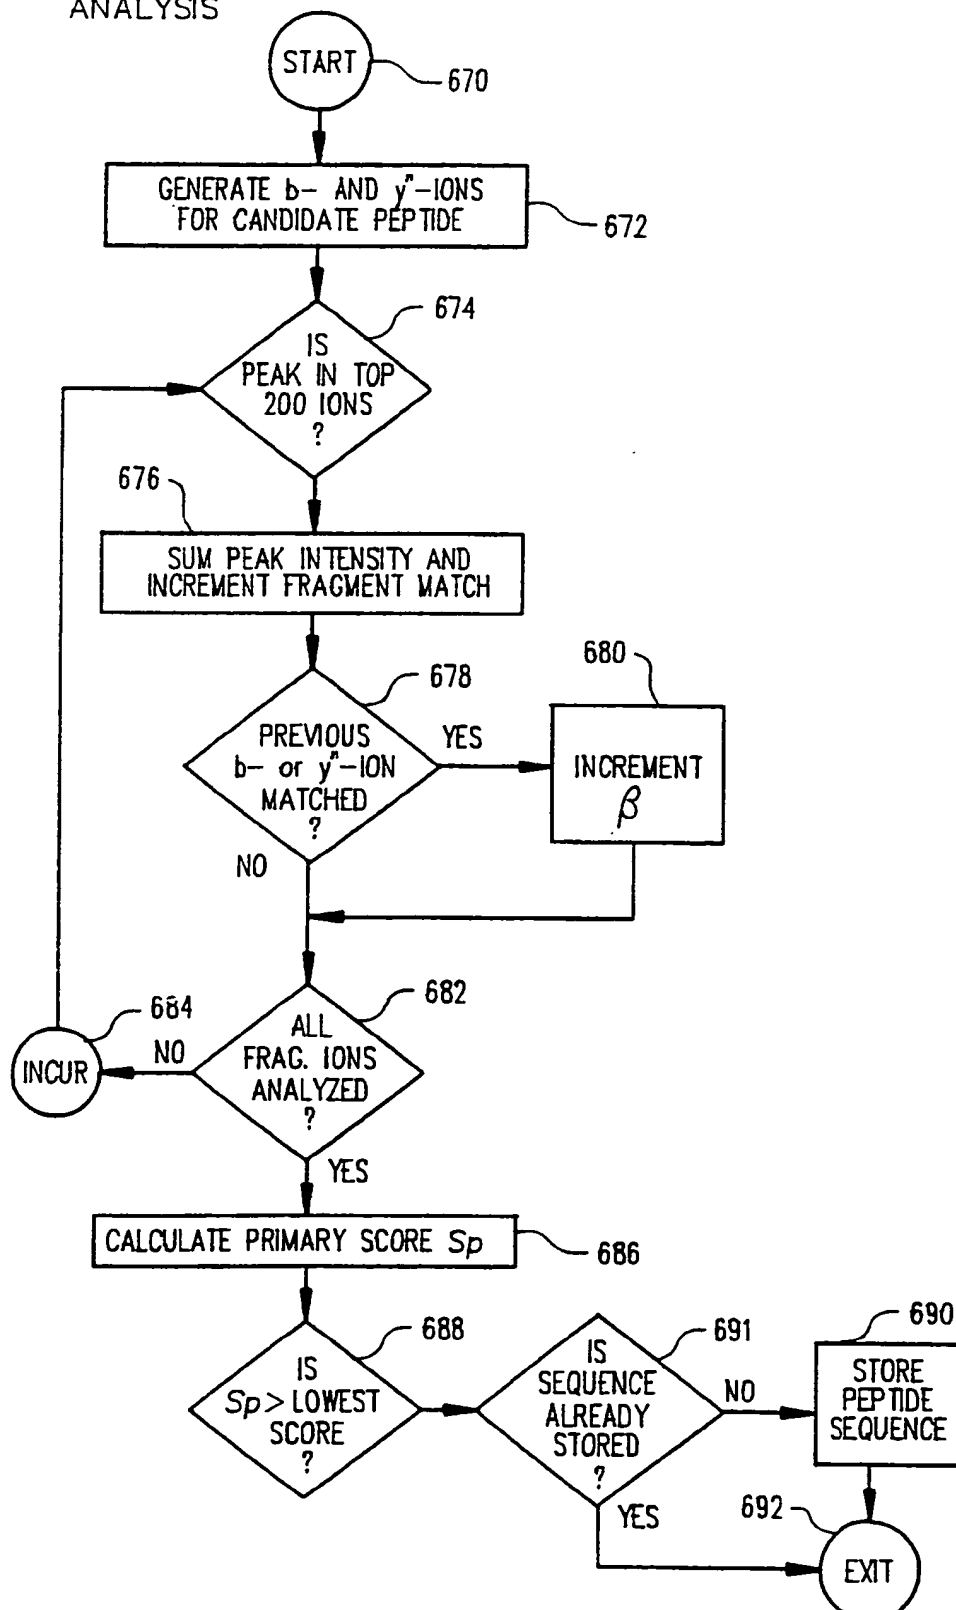 ANALYSIS
START
670
GENERATE b- AND y"-IONS
FOR CANDIDATE PEPTIDE
672
674
IS
PEAK IN TOP
200 IONS
?
676
SUM PEAK INTENSITY AND
INCREMENT FRAGMENT MATCH
678
680
PREVIOUS
b- or y"-ION
MATCHED
?
YES
INCREMENT
β
NO
682
684
ALL
FRAG. IONS
ANALYZED
?
NO
INCUR
YES
CALCULATE PRIMARY SCORE Sp
686
688
691
690
IS
Sp > LOWEST
SCORE
?
IS
SEQUENCE
ALREADY
STORED
?
NO
STORE
PEPTIDE
SEQUENCE
YES
692
EXIT